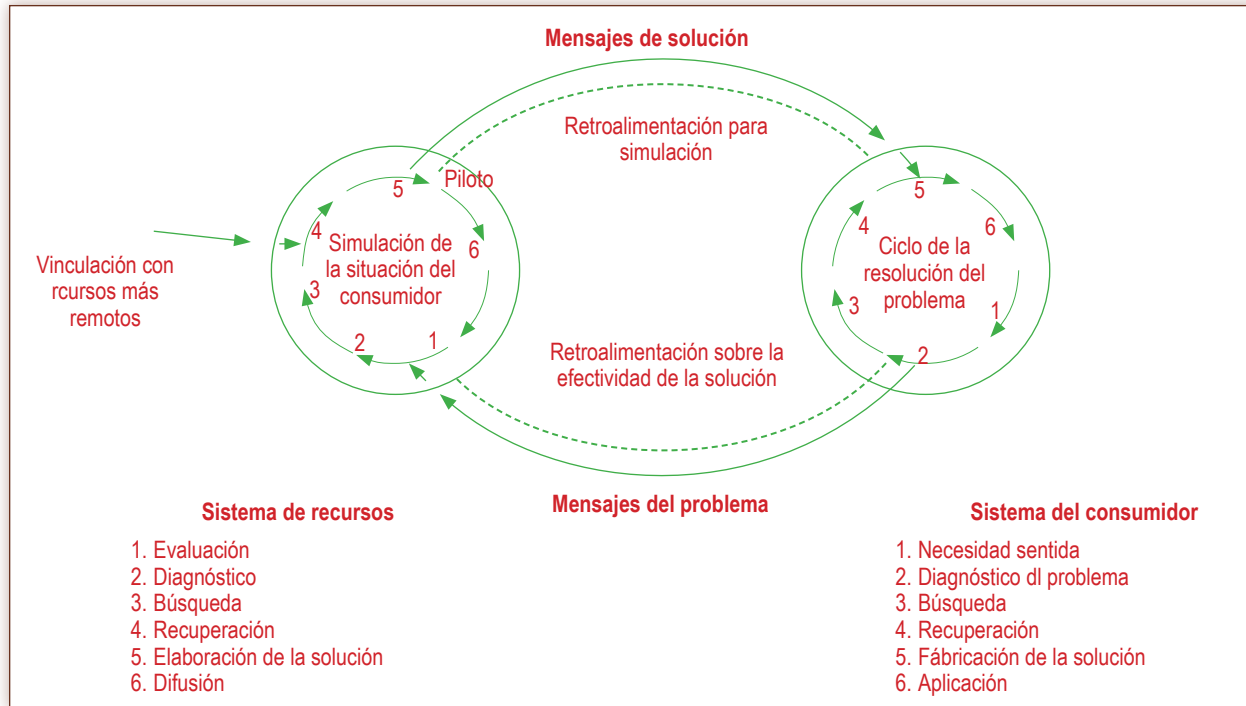 Mensajes de solución
Retroalimentación para
simulación
5
Piloto
4
6
Simulación de
la situación del
consumidor
3
2
1
Vinculación con
rcursos más
remotos
5
4
6
Ciclo de la
resolución del
problema
3
1
2
Retroalimentación sobre la
efectividad de la solución
Mensajes del problema
Sistema de recursos
1. Evaluación
2. Diagnóstico
3. Búsqueda
4. Recuperación
5. Elaboración de la solución
6. Difusión
Sistema del consumidor
1. Necesidad sentida
2. Diagnóstico dl problema
3. Búsqueda
4. Recuperación
5. Fábricación de la solución
6. Aplicación